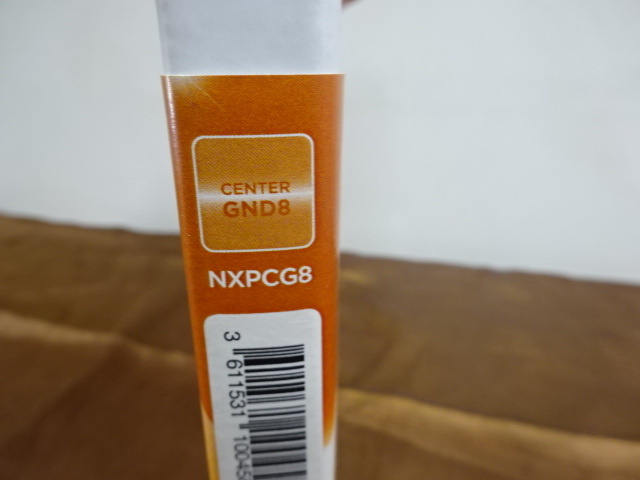 CENTER
GND8
NXPCG8
3 611531 10045